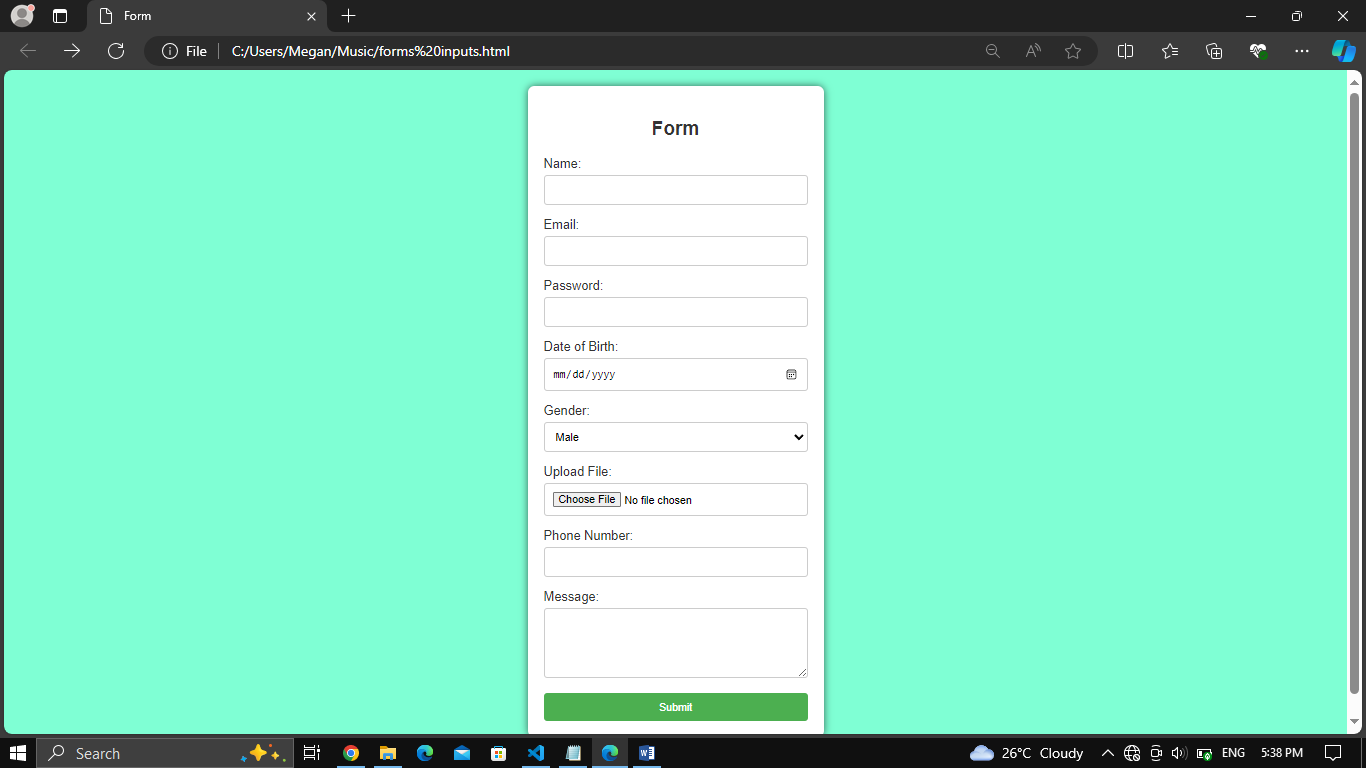 Form
File C:/Users/Megan/Music/forms%20inputs.html
Form
Name:
Email:
Password:
Date of Birth:
mm/dd/yyyy
Gender:
Male
Upload File:
Choose File No file chosen
Phone Number:
Message:
Submit
Search 26°C Cloudy ENG 5:38 PM